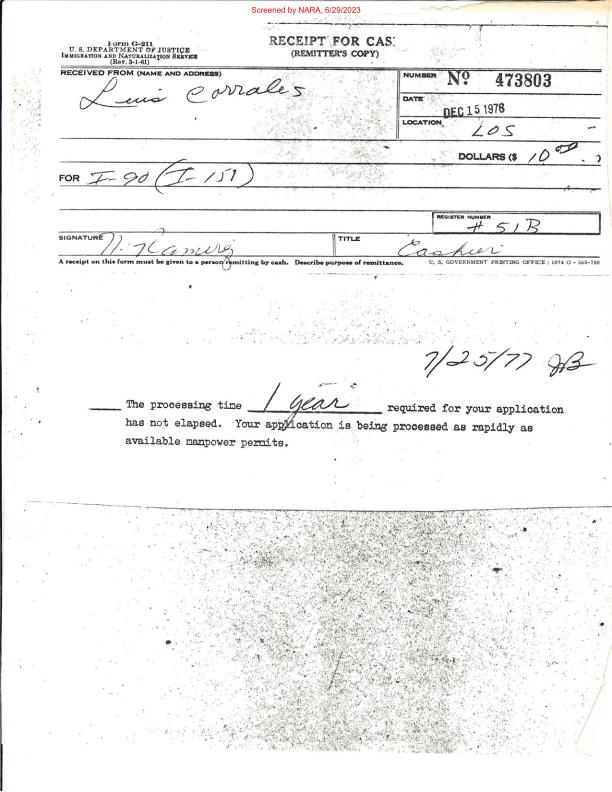 Screened by NARA, 6/29/2023
Form G-211
U. S. DEPARTMENT OF JUSTICE
IMMIGRATION AND NATURALIZATION SERVICE
(Rev. 3-1-61)
RECEIPT FOR CAS
(REMITTER'S COPY)
RECEIVED FROM (NAME AND ADDRESS)
Luis Corrales
NUMBER Nº 473803
DATE
DEC 15 1976
LOCATION
LOS
DOLLARS ($ 10 00 . )
FOR I-90 (I-151)
REGISTER NUMBER
# 51B
SIGNATURE N. Ramirez
TITLE Cashier
A receipt on this form must be given to a person remitting by cash. Describe purpose of remittance.
U. S. GOVERNMENT PRINTING OFFICE : 1974 O - 560-788
7/25/77 JB
The processing time 1 year required for your application
has not elapsed. Your application is being processed as rapidly as
available manpower permits.